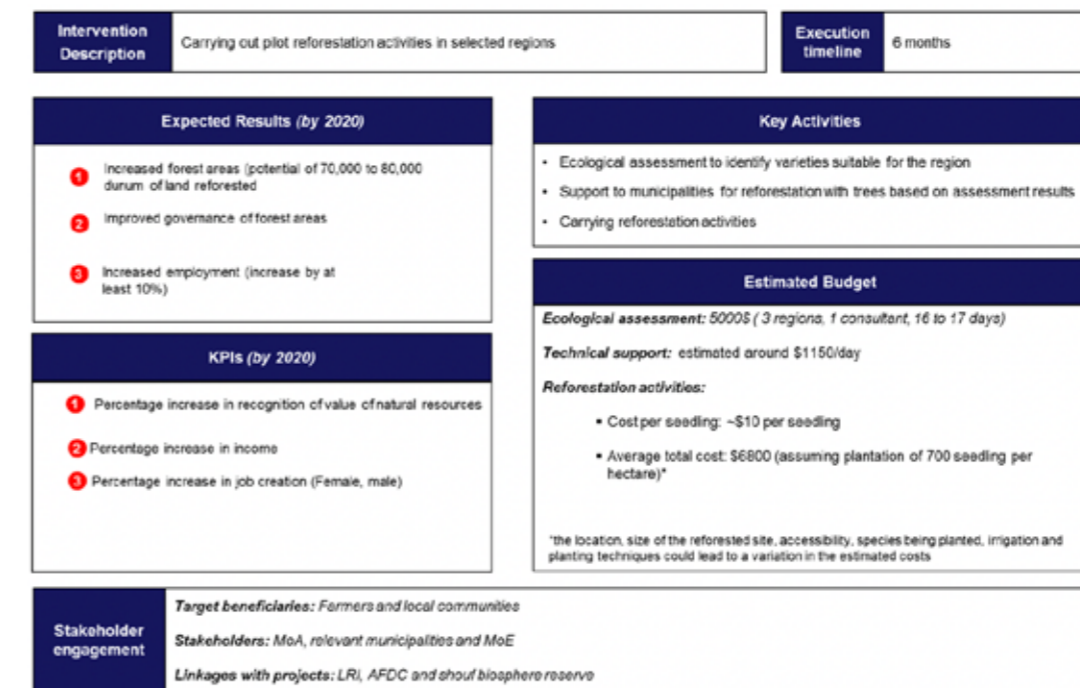 Intervention
Description
Carrying out pilot reforestation activities in selected regions
Execution
timeline
6 months
Expected Results (by 2020)
1 Increased forest areas (potential of 70,000 to 80,000
durum of land reforested
2 Improved governance of forest areas
3 Increased employment (increase by at
least 10%)
KPIs (by 2020)
1 Percentage increase in recognition of value of natural resources
2 Percentage increase in income
3 Percentage increase in job creation (Female, male)
Key Activities
• Ecological assessment to identify varieties suitable for the region
• Support to municipalities for reforestation with trees based on assessment results
• Carrying reforestation activities
Estimated Budget
Ecological assessment: 5000$ ( 3 regions, 1 consultant, 16 to 17 days)
Technical support: estimated around $1150/day
Reforestation activities:
▪ Cost per seedling: ~$10 per seedling
▪ Average total cost: $6800 (assuming plantation of 700 seedling per
hectare)*
*the location, size of the reforested site, accessibility, species being planted, irrigation and
planting techniques could lead to a variation in the estimated costs
Stakeholder
engagement
Target beneficiaries: Farmers and local communities
Stakeholders: MoA, relevant municipalities and MoE
Linkages with projects: LRI, AFDC and shouf biosphere reserve